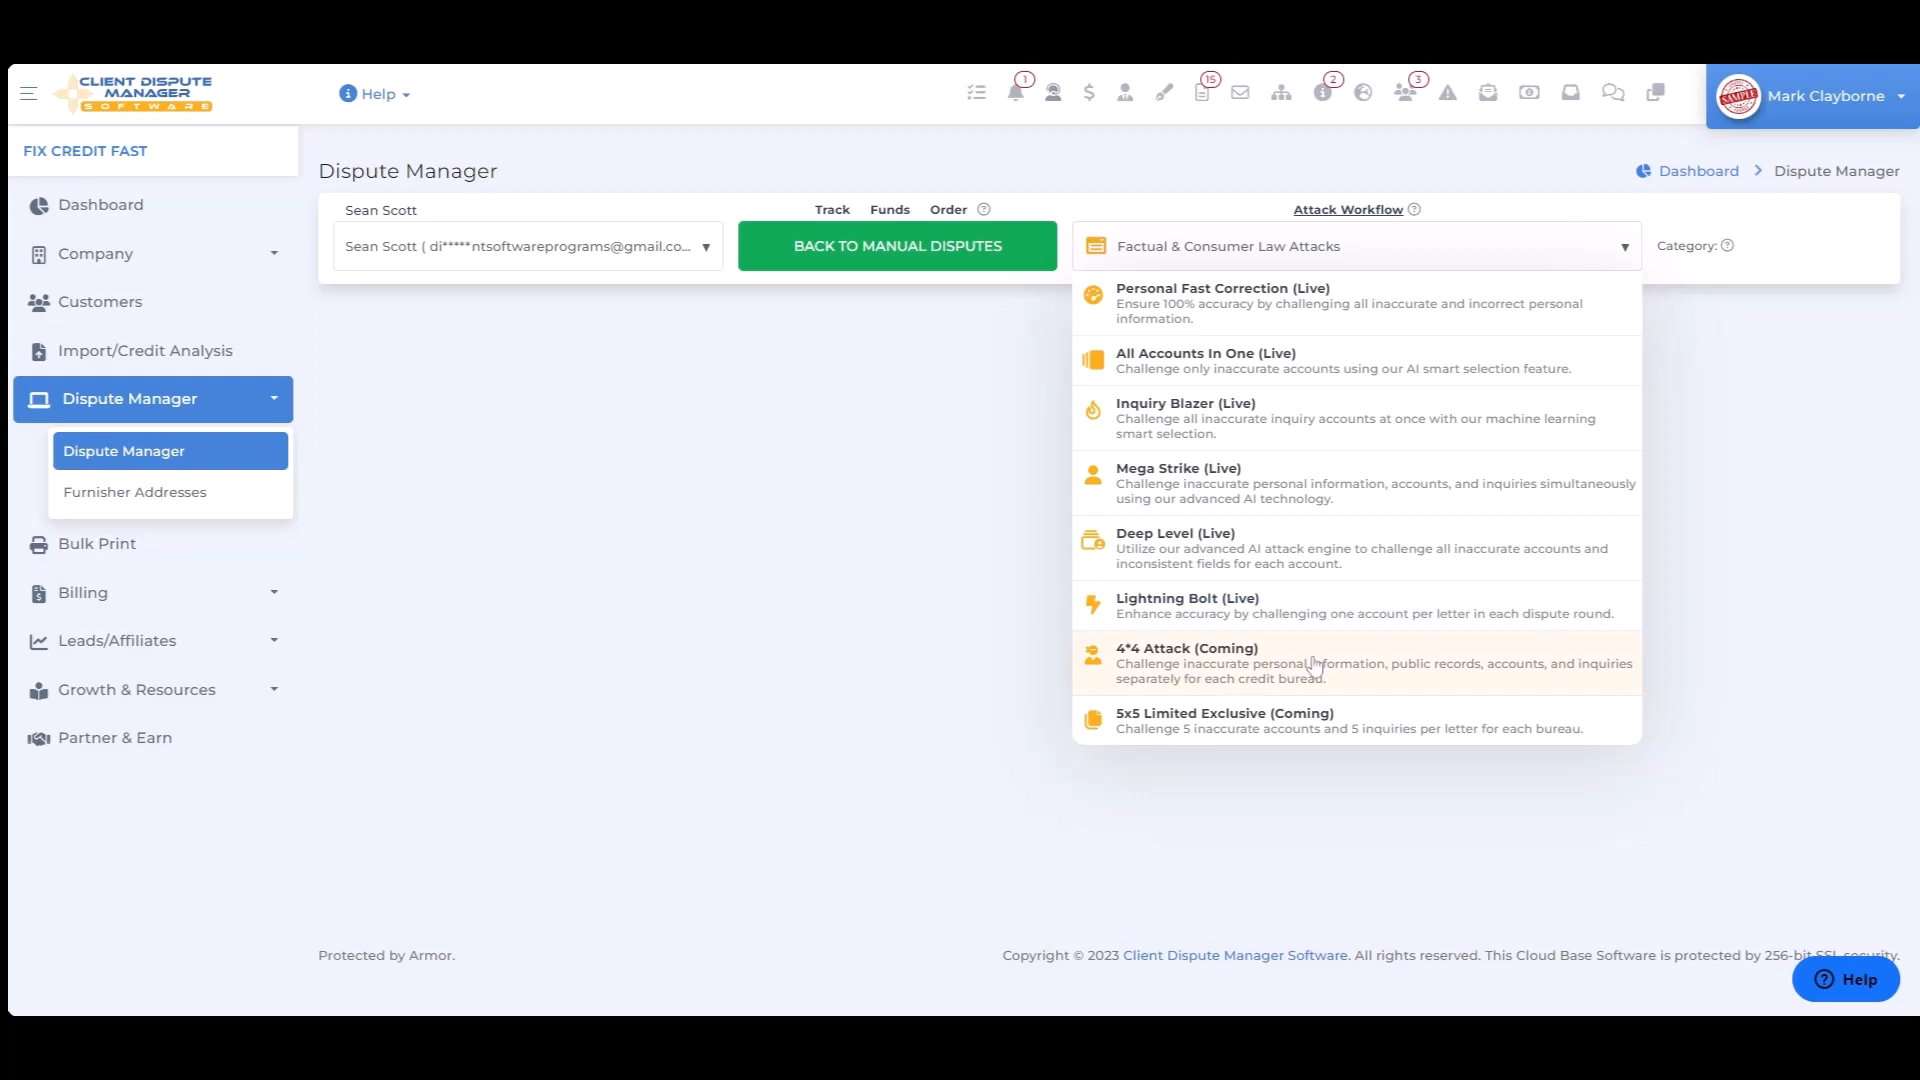 CLIENT DISPUTE
MANAGER
SOFTWARE
Help
1
15
2
3
SAMPLE
Mark Clayborne
FIX CREDIT FAST
Dashboard
Company
Customers
Import/Credit Analysis
Dispute Manager
Dispute Manager
Furnisher Addresses
Bulk Print
Billing
Leads/Affiliates
Growth & Resources
Partner & Earn
Dispute Manager
Dashboard > Dispute Manager
Sean Scott
Sean Scott ( di*****ntsoftwareprograms@gmail.co...
Track Funds Order
BACK TO MANUAL DISPUTES
Attack Workflow
Factual & Consumer Law Attacks
Category:
Personal Fast Correction (Live)
Ensure 100% accuracy by challenging all inaccurate and incorrect personal
information.
All Accounts In One (Live)
Challenge only inaccurate accounts using our AI smart selection feature.
Inquiry Blazer (Live)
Challenge all inaccurate inquiry accounts at once with our machine learning
smart selection.
Mega Strike (Live)
Challenge inaccurate personal information, accounts, and inquiries simultaneously
using our advanced AI technology.
Deep Level (Live)
Utilize our advanced AI attack engine to challenge all inaccurate accounts and
inconsistent fields for each account.
Lightning Bolt (Live)
Enhance accuracy by challenging one account per letter in each dispute round.
4*4 Attack (Coming)
Challenge inaccurate personal information, public records, accounts, and inquiries
separately for each credit bureau.
5x5 Limited Exclusive (Coming)
Challenge 5 inaccurate accounts and 5 inquiries per letter for each bureau.
Protected by Armor.
Copyright © 2023 Client Dispute Manager Software. All rights reserved. This Cloud Base Software is protected by 256-bit SSL security.
Help